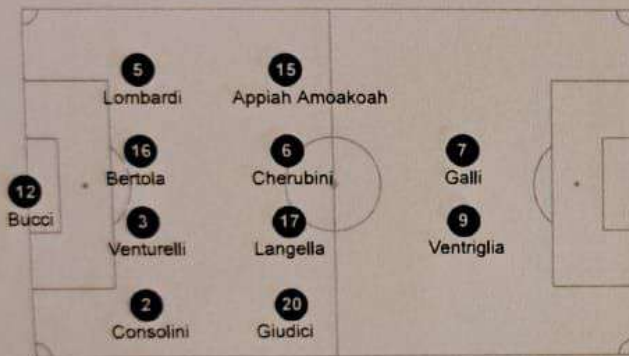 5
Lombardi
15
Appiah Amoakoah
16
Bertola
6
Cherubini
7
Galli
12
Bucci
3
Venturelli
17
Langella
9
Ventriglia
2
Consolini
20
Giudici